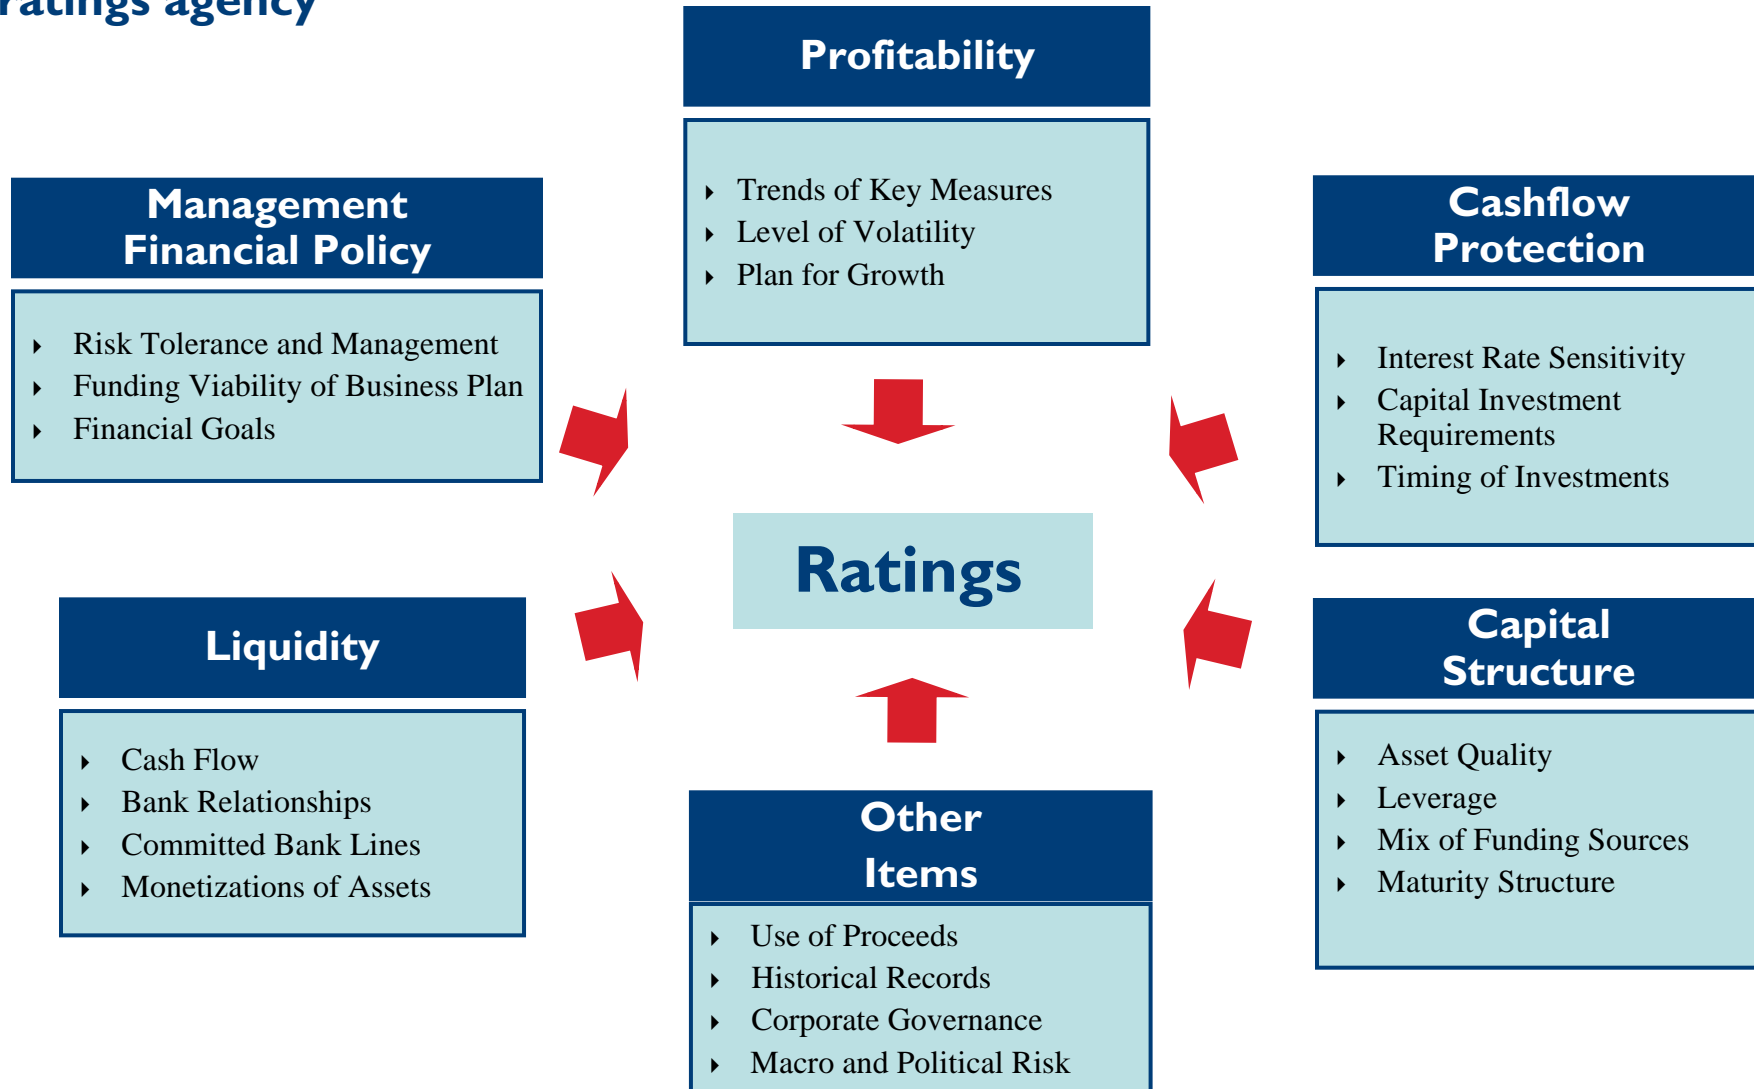 ratings agency
Profitability
Trends of Key Measures
Level of Volatility
Plan for Growth
Management
Financial Policy
Risk Tolerance and Management
Funding Viability of Business Plan
Financial Goals
Cashflow
Protection
Interest Rate Sensitivity
Capital Investment
Requirements
Timing of Investments
Ratings
Liquidity
Cash Flow
Bank Relationships
Committed Bank Lines
Monetizations of Assets
Capital
Structure
Asset Quality
Leverage
Mix of Funding Sources
Maturity Structure
Other
Items
Use of Proceeds
Historical Records
Corporate Governance
Macro and Political Risk